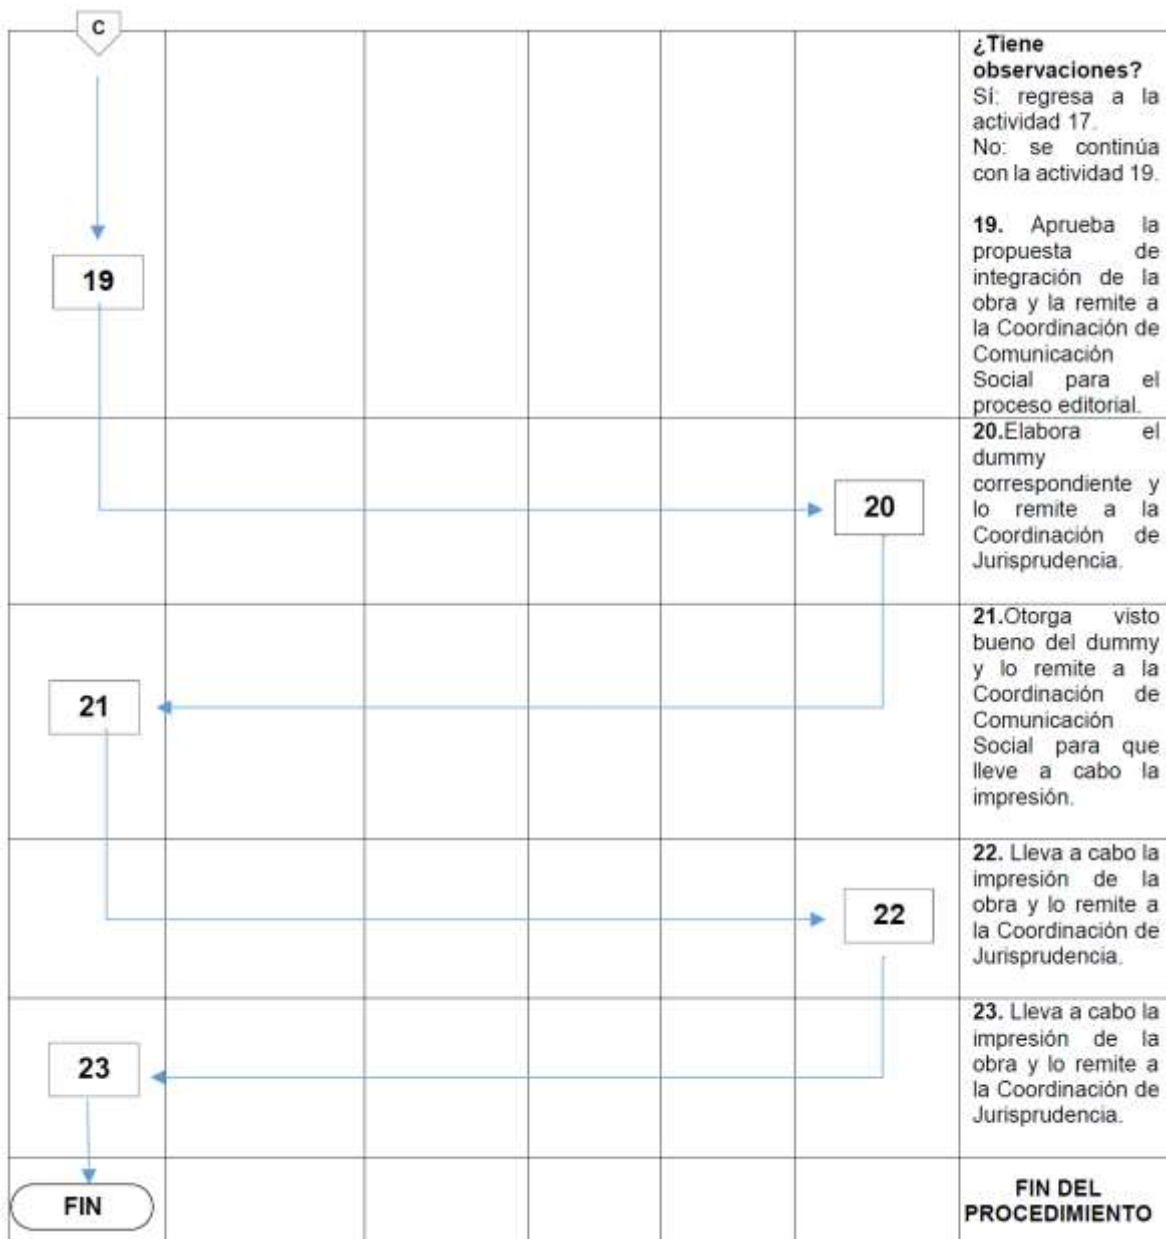 C
¿Tiene
observaciones?
Sí: regresa a la
actividad 17.
No: se continúa
con la actividad 19.
19
19. Aprueba la
propuesta de
integración de la
obra y la remite a
la Coordinación de
Comunicación
Social para el
proceso editorial.
20
20.Elabora el
dummy
correspondiente y
lo remite a la
Coordinación de
Jurisprudencia.
21
21.Otorga visto
bueno del dummy
y lo remite a la
Coordinación de
Comunicación
Social para que
lleve a cabo la
impresión.
22
22. Lleva a cabo la
impresión de la
obra y lo remite a
la Coordinación de
Jurisprudencia.
23
23. Lleva a cabo la
impresión de la
obra y lo remite a
la Coordinación de
Jurisprudencia.
FIN
FIN DEL
PROCEDIMIENTO